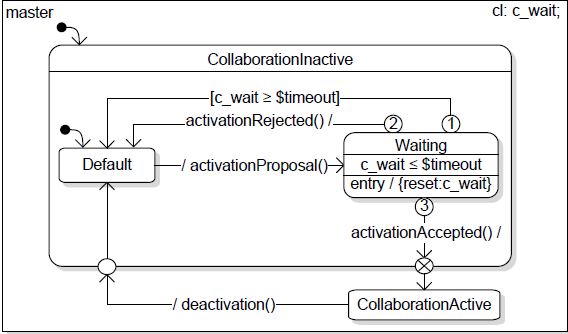 master
cl: c_wait;
CollaborationInactive
[c_wait ≥ $timeout]
activationRejected() /
2
1
Default
/ activationProposal()
Waiting
c_wait ≤ $timeout
entry / {reset:c_wait}
3
activationAccepted() /
/ deactivation()
CollaborationActive